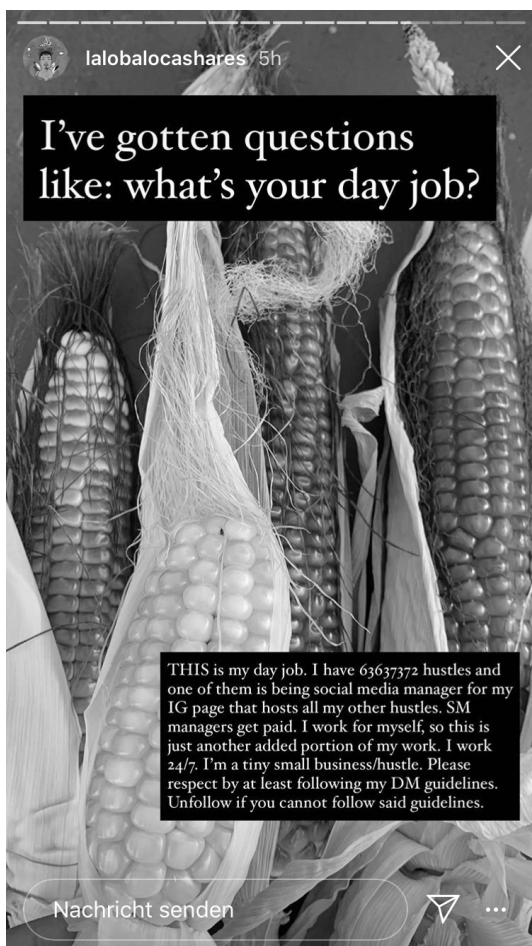 lalobalocashares 5h
I've gotten questions
like: what's your day job?
THIS is my day job. I have 63637372 hustles and
one of them is being social media manager for my
IG page that hosts all my other hustles. SM
managers get paid. I work for myself, so this is
just another added portion of my work. I work
24/7. I'm a tiny small business/hustle. Please
respect by at least following my DM guidelines.
Unfollow if you cannot follow said guidelines.
Nachricht senden